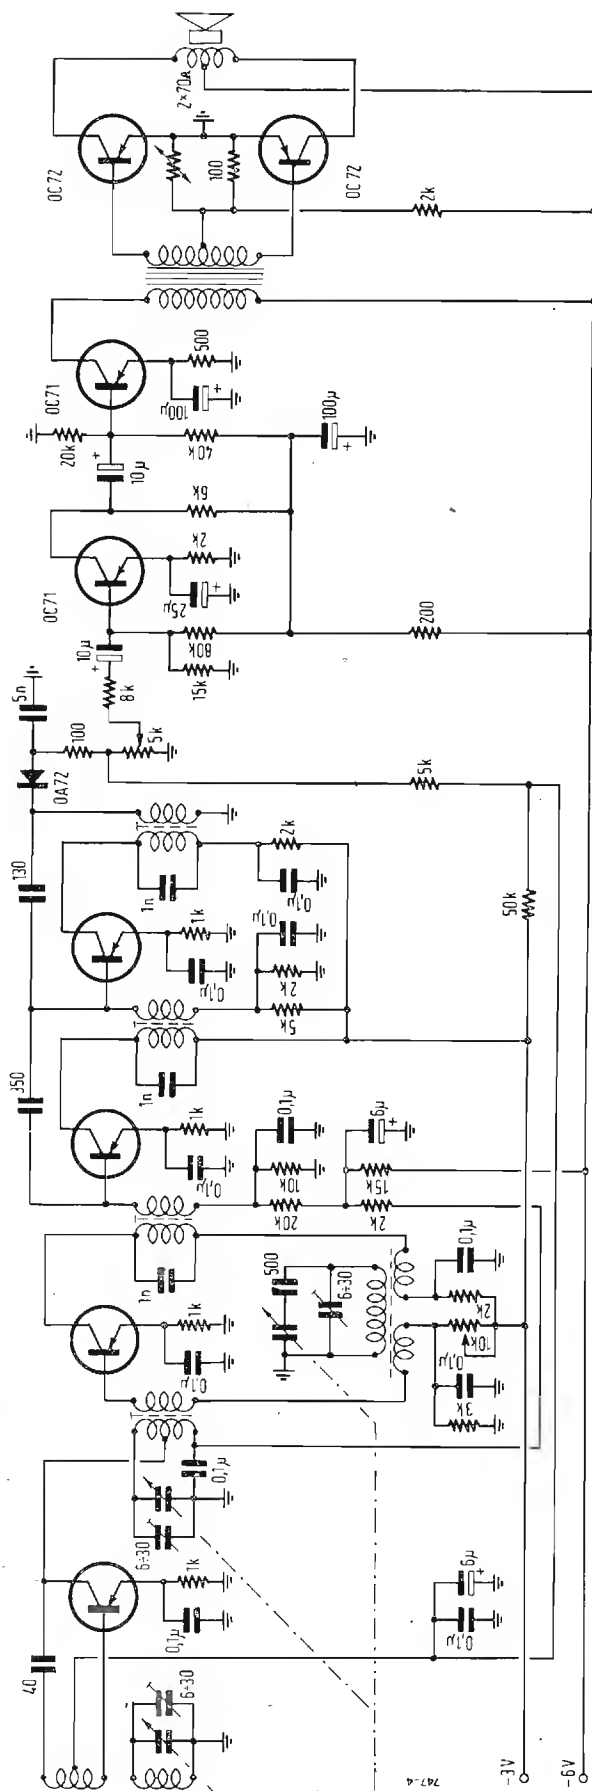 40
6÷30
0,1µ
1k
6÷30
0,1µ
0,1µ
6µ
+
-3V
-6V
747-4
0,1µ
1k
1n
500
6÷30
3k
0,1µ
10k
2k
0,1µ
350
0,1µ
1k
1n
20k
10k
0,1µ
2k
15k
6µ
+
130
0,1µ
1k
1n
5k
2k
0,1µ
0,1µ
2k
50k
OA72
5n
100
5k
5k
8k
10µ
+
15k
80k
OC71
25µ
+
2k
6k
200
10µ
+
20k
40k
100µ
+
OC71
100µ
+
500
OC72
100
OC72
2k
2×70Ω